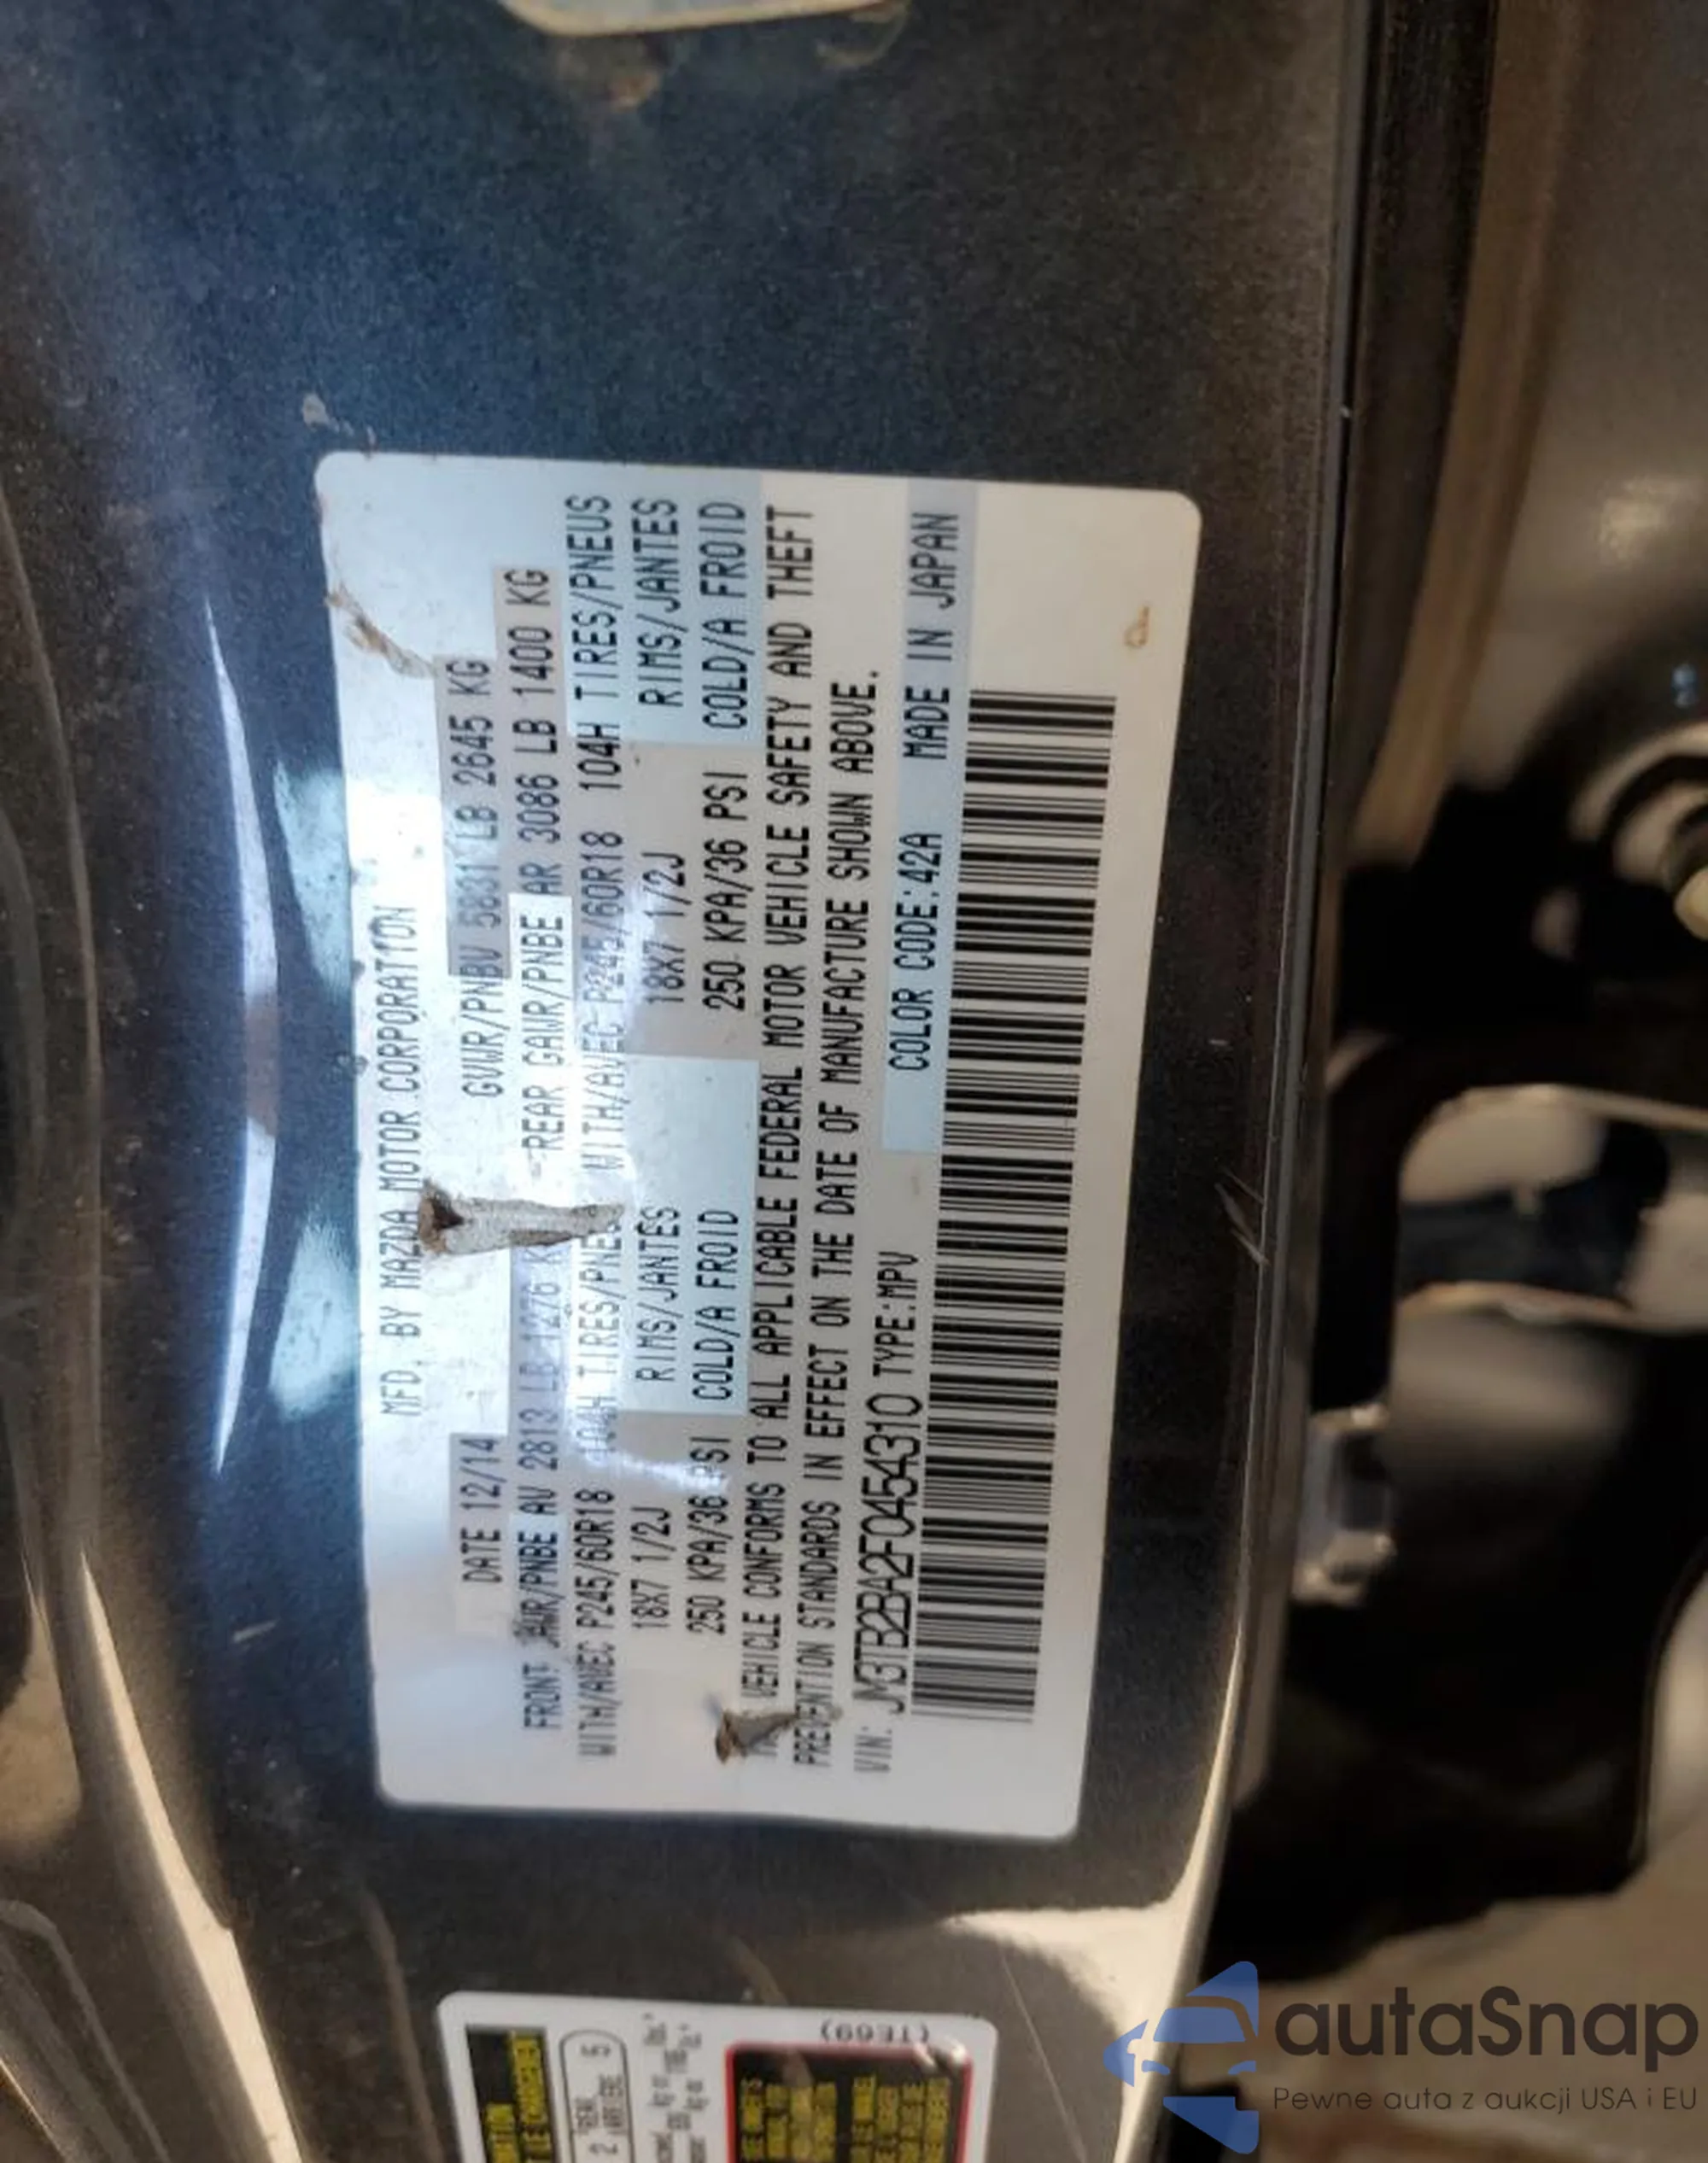 MFD. BY MAZDA MOTOR CORPORATION
DATE 12/14 GVWR/PNBV 5831 LB 2645 KG
FRONT GAWR/PNBE AV 2813 LB 1276 KG REAR GAWR/PNBE AR 3086 LB 1400 KG
WITH/AVEC P245/60R18 104H TIRES/PNEUS WITH/AVEC P245/60R18 104H TIRES/PNEUS
18X7 1/2J RIMS/JANTES 18X7 1/2J RIMS/JANTES
250 KPA/36 PSI COLD/A FROID 250 KPA/36 PSI COLD/A FROID
VEHICLE CONFORMS TO ALL APPLICABLE FEDERAL MOTOR VEHICLE SAFETY AND THEFT
PREVENTION STANDARDS IN EFFECT ON THE DATE OF MANUFACTURE SHOWN ABOVE.
VIN: JM3TB2BA2F0454310 TYPE:MPV COLOR CODE:42A MADE IN JAPAN
(TE69)
2
5
autaSnap
Pewne auta z aukcji USA i EU